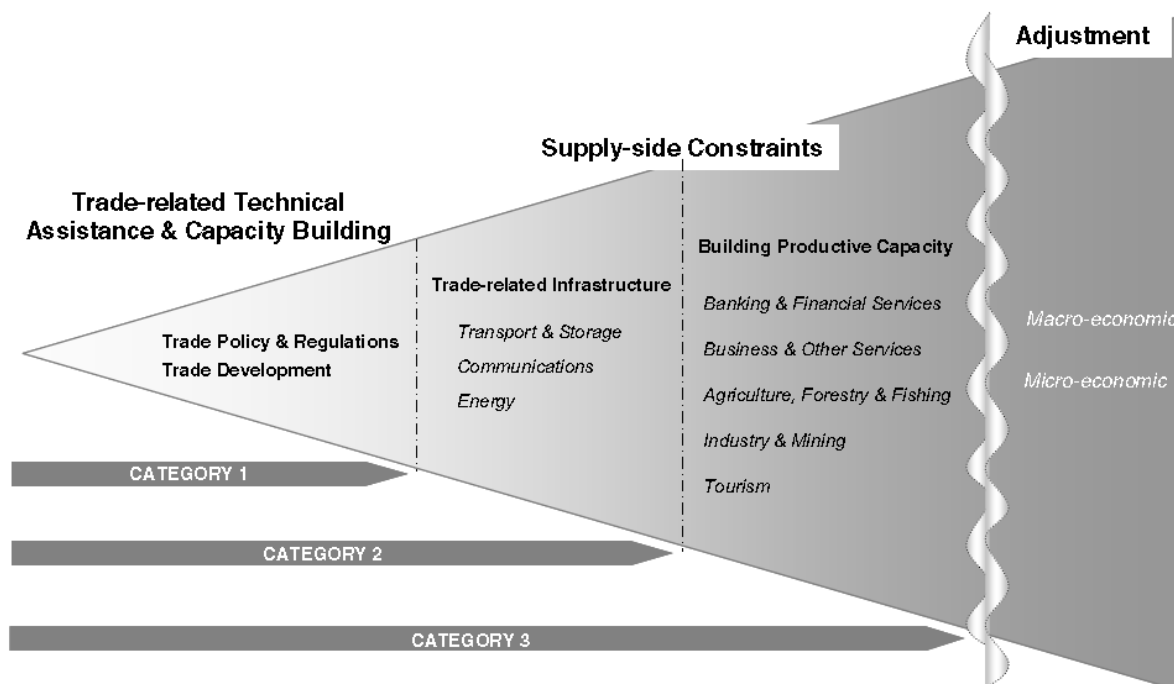 Adjustment
Supply-side Constraints
Trade-related Technical
Assistance & Capacity Building
Building Productive Capacity
Trade-related Infrastructure
Banking & Financial Services
Macro-economic
Transport & Storage
Trade Policy & Regulations
Business & Other Services
Communications
Trade Development
Micro-economic
Agriculture, Forestry & Fishing
Energy
Industry & Mining
CATEGORY 1
Tourism
CATEGORY 2
CATEGORY 3